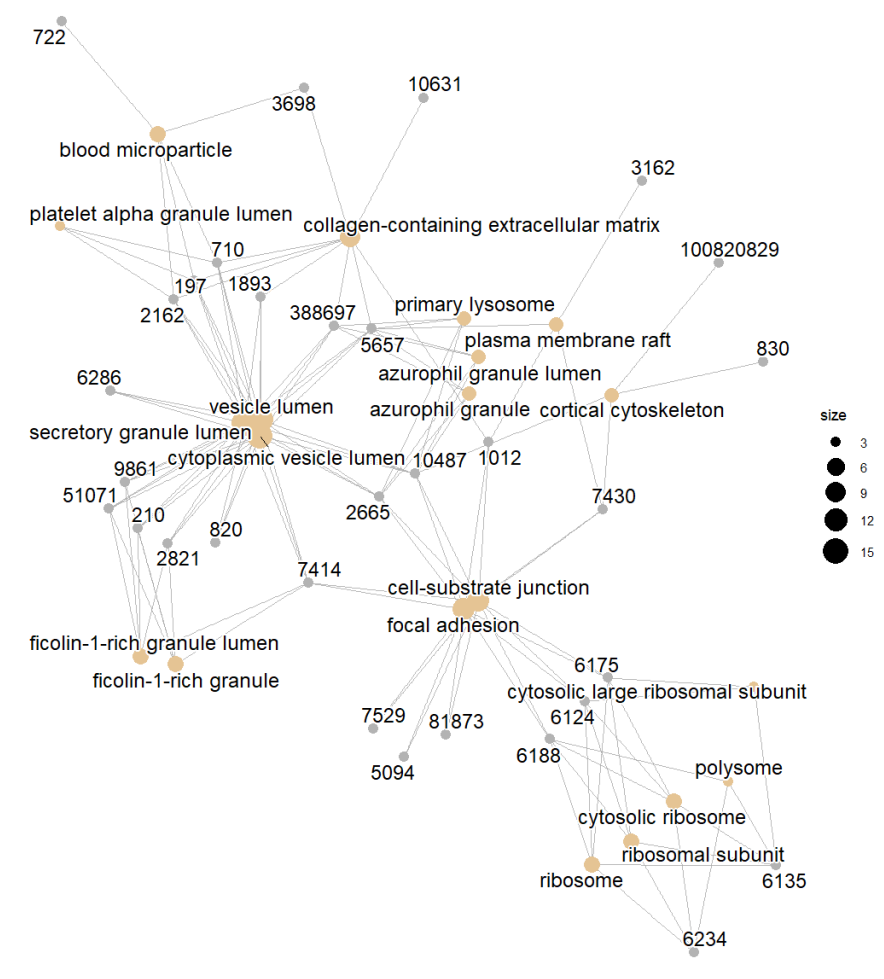 722
3698
10631
blood microparticle
3162
platelet alpha granule lumen
collagen-containing extracellular matrix
710
100820829
197
1893
2162
388697
primary lysosome
5657
plasma membrane raft
830
azurophil granule lumen
6286
vesicle lumen
azurophil granule
cortical cytoskeleton
size
secretory granule lumen
3
cytoplasmic vesicle lumen
10487
1012
9861
6
51071
9
210
2665
7430
12
820
2821
15
7414
cell-substrate junction
focal adhesion
ficolin-1-rich granule lumen
6175
ficolin-1-rich granule
cytosolic large ribosomal subunit
7529
81873
6124
6188
5094
polysome
cytosolic ribosome
ribosomal subunit
ribosome
6135
6234